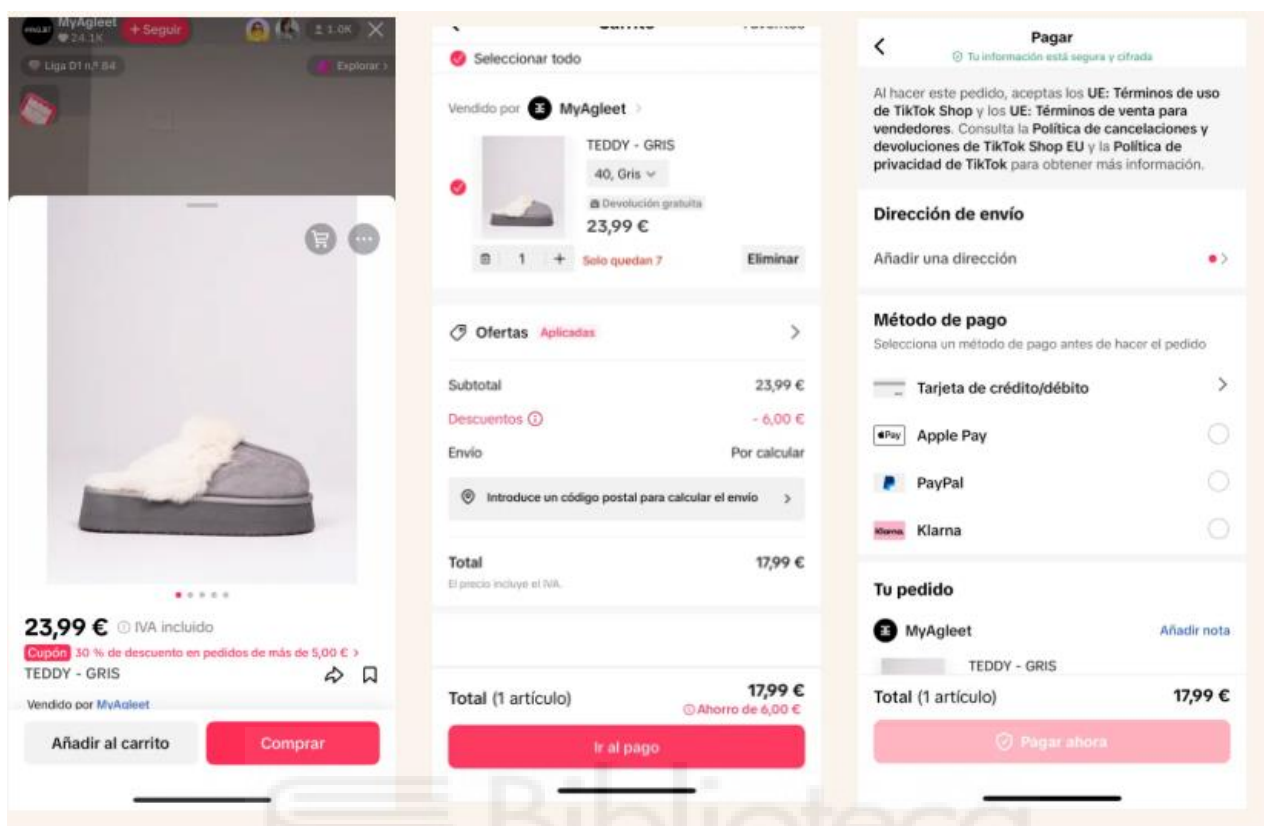 MyAgleet
24.1K
+ Seguir
1.0K
Liga D1 n.º 84
Explorar >
23,99 € IVA incluido
Cupón 30 % de descuento en pedidos de más de 5,00 € >
TEDDY - GRIS
Vendido por MyAgleet
Añadir al carrito
Comprar
Seleccionar todo
Vendido por MyAgleet >
TEDDY - GRIS
40, Gris
Devolución gratuita
23,99 €
1 + Solo quedan 7 Eliminar
Ofertas Aplicadas >
Subtotal 23,99 €
Descuentos - 6,00 €
Envío Por calcular
Introduce un código postal para calcular el envío >
Total 17,99 €
El precio incluye el IVA.
Total (1 artículo) 17,99 €
Ahorro de 6,00 €
Ir al pago
Pagar
Tu información está segura y cifrada
Al hacer este pedido, aceptas los UE: Términos de uso
de TikTok Shop y los UE: Términos de venta para
vendedores. Consulta la Política de cancelaciones y
devoluciones de TikTok Shop EU y la Política de
privacidad de TikTok para obtener más información.
Dirección de envío
Añadir una dirección >
Método de pago
Selecciona un método de pago antes de hacer el pedido
Tarjeta de crédito/débito >
Pay Apple Pay
PayPal
Klarna Klarna
Tu pedido
MyAgleet Añadir nota
TEDDY - GRIS
Total (1 artículo) 17,99 €
Pagar ahora
Biblioteca